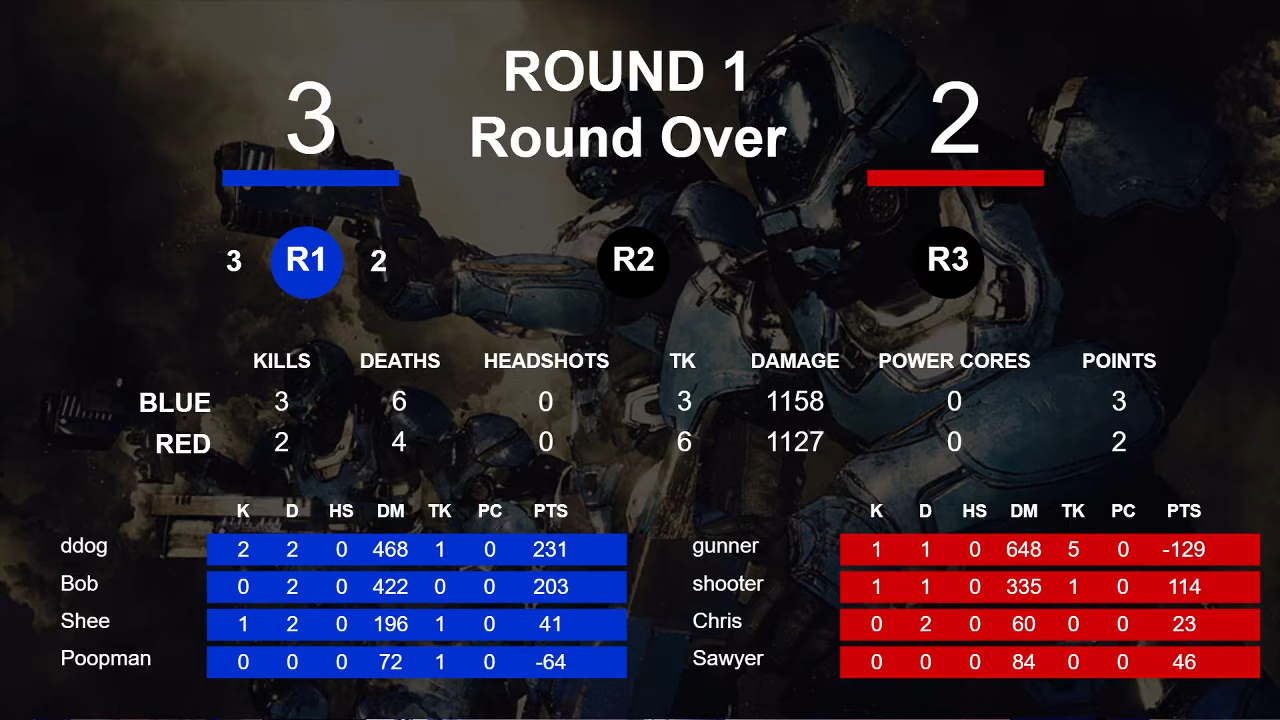 ROUND 1
3 2
Round Over
3 R1 2 R2 R3
KILLS DEATHS HEADSHOTS TK DAMAGE POWER CORES POINTS
BLUE 3 6 0 3 1158 0 3
RED 2 4 0 6 1127 0 2
K D HS DM TK PC PTS K D HS DM TK PC PTS
ddog 2 2 0 468 1 0 231 gunner 1 1 0 648 5 0 -129
Bob 0 2 0 422 0 0 203 shooter 1 1 0 335 1 0 114
Shee 1 2 0 196 1 0 41 Chris 0 2 0 60 0 0 23
Poopman 0 0 0 72 1 0 -64 Sawyer 0 0 0 84 0 0 46